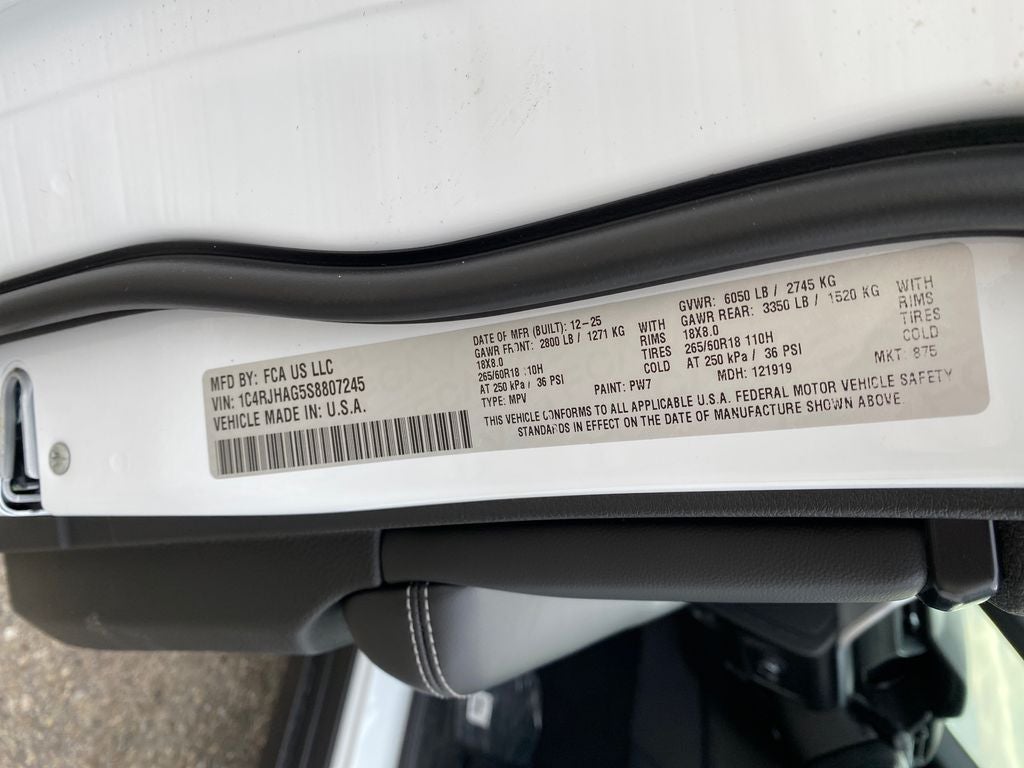 MFD BY: FCA US LLC
VIN: 1C4RJHAG5S8807245
VEHICLE MADE IN: U.S.A.
DATE OF MFR (BUILT): 12-25
GAWR FRONT: 2800 LB / 1271 KG WITH
18X8.0 RIMS
265/60R18 110H TIRES
AT 250 kPa / 36 PSI COLD
TYPE: MPV PAINT: PW7
GVWR: 6050 LB / 2745 KG
GAWR REAR: 3350 LB / 1520 KG WITH
18X8.0 RIMS
265/60R18 110H TIRES
AT 250 kPa / 36 PSI COLD
MDH: 121919 MKT: 875
THIS VEHICLE CONFORMS TO ALL APPLICABLE U.S.A. FEDERAL MOTOR VEHICLE SAFETY
STANDARDS IN EFFECT ON THE DATE OF MANUFACTURE SHOWN ABOVE.